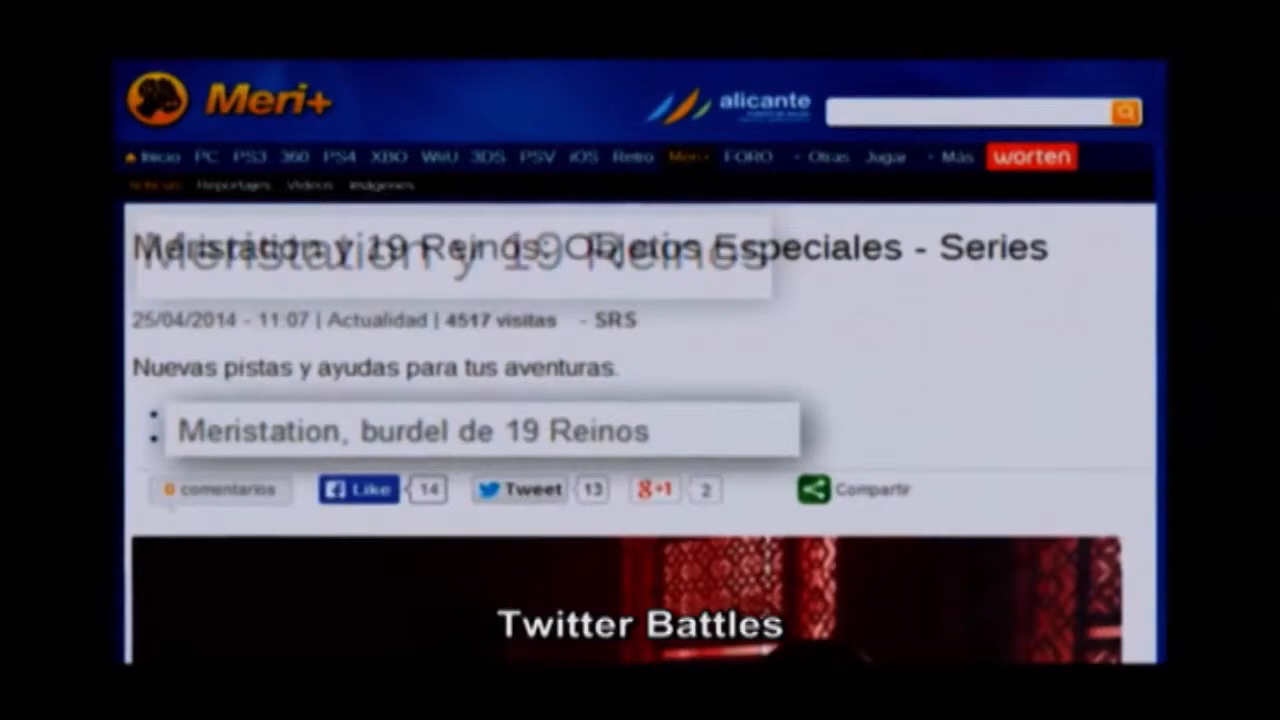 Meri+
alicante
Inicio PC PS3 360 PS4 XBO WiiU 3DS PSV iOS Retro Meri+ FORO Otras Jugar Más worten
Noticias Reportajes Vídeos Imágenes
Meristation y 19 Reinos: Objetos Especiales - Series
Meristation y 19 Reinos
25/04/2014 - 11:07 | Actualidad | 4517 visitas - SRS
Nuevas pistas y ayudas para tus aventuras.
Meristation, burdel de 19 Reinos
0 comentarios Like 14 Tweet 13 g+1 2 Compartir
Twitter Battles